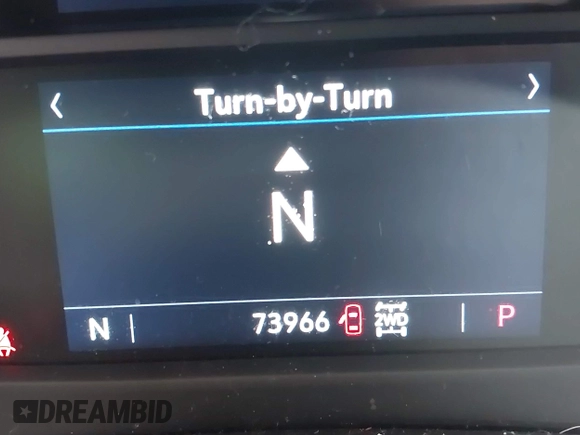 Turn-by-Turn
N
N 73966 2WD P
DREAMBID